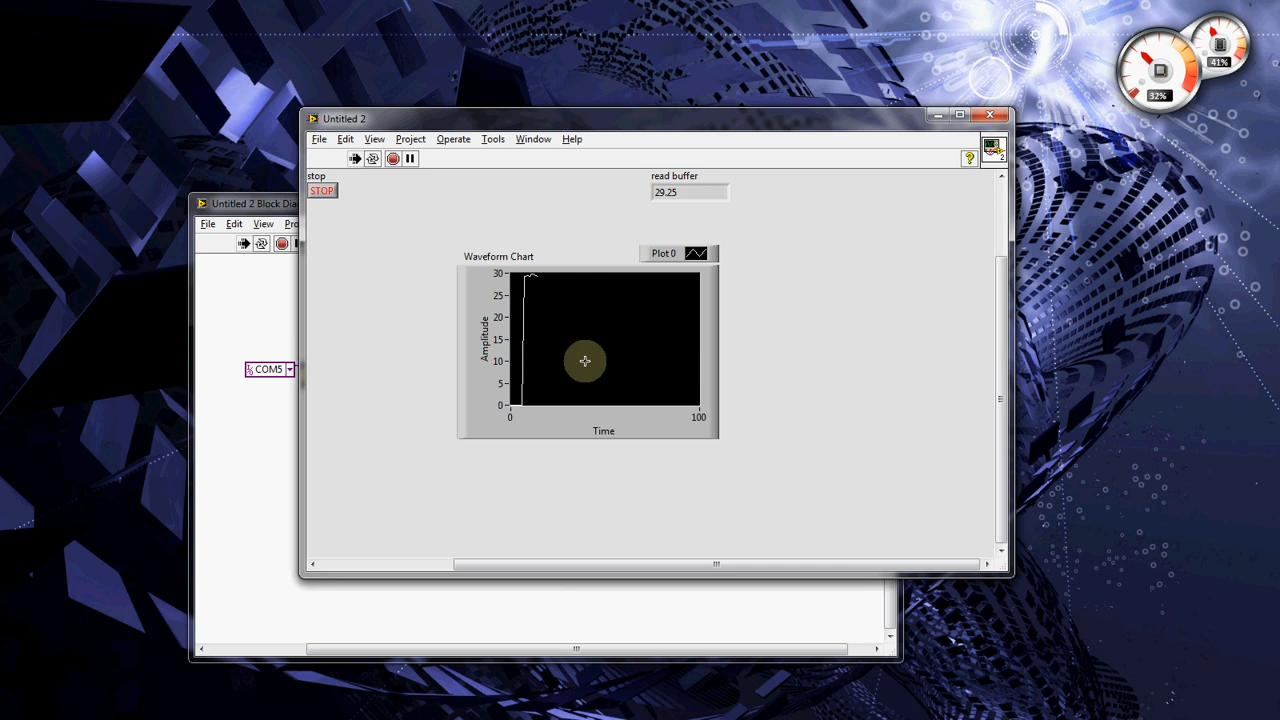 32%
41%
Untitled 2
File Edit View Project Operate Tools Window Help
2
stop
STOP
read buffer
29,25
Waveform Chart
Plot 0
30
25
20
15
10
5
0
Amplitude
0
100
Time
Untitled 2 Block Dia
File Edit View Pro
COM5